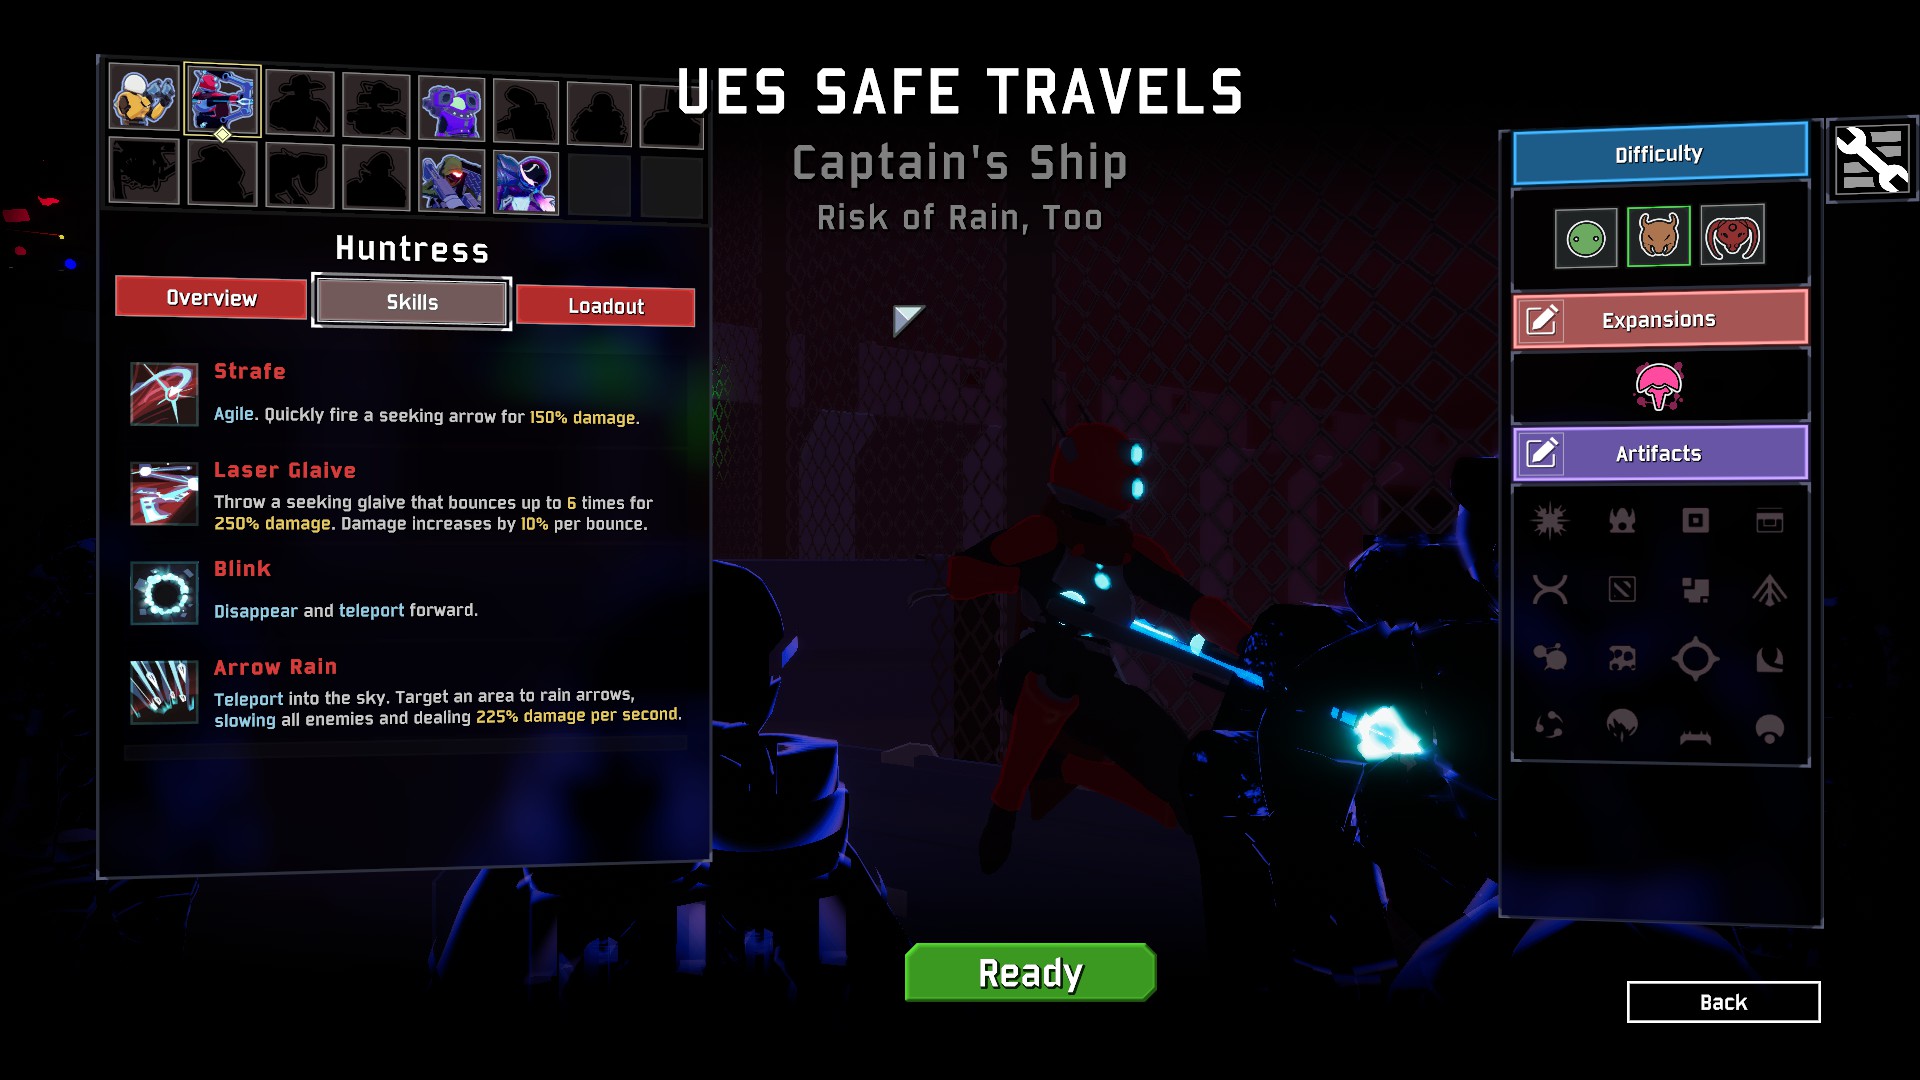 UES SAFE TRAVELS
Captain's Ship
Risk of Rain, Too
Huntress
Overview
Skills
Loadout
Strafe
Agile. Quickly fire a seeking arrow for 150% damage.
Laser Glaive
Throw a seeking glaive that bounces up to 6 times for
250% damage. Damage increases by 10% per bounce.
Blink
Disappear and teleport forward.
Arrow Rain
Teleport into the sky. Target an area to rain arrows,
slowing all enemies and dealing 225% damage per second.
Difficulty
Expansions
Artifacts
Ready
Back